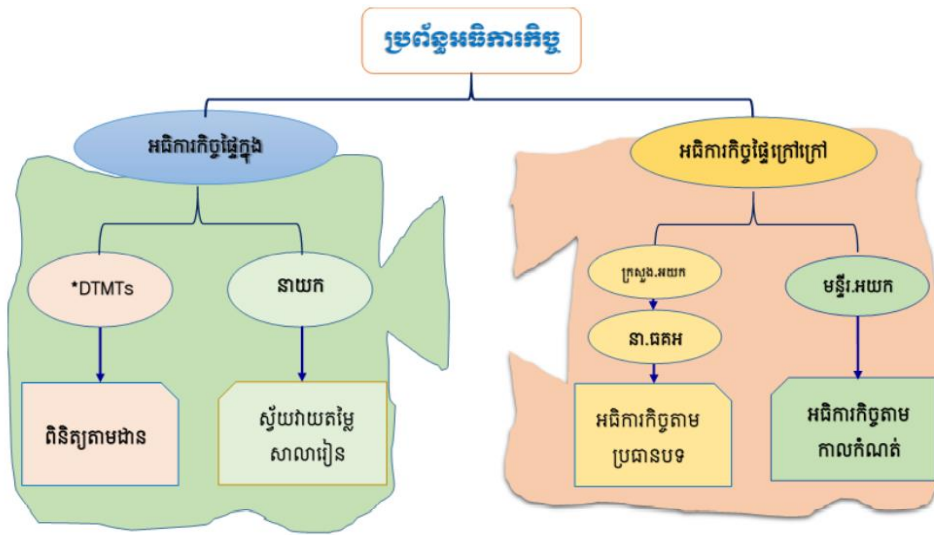 ប្រព័ន្ធអធិការកិច្ច
អធិការកិច្ចផ្ទៃក្នុង
អធិការកិច្ចផ្ទៃក្រៅក្រៅ
*DTMTs
នាយក
ក្រសួង.អយក
មន្ទីរ.អយក
នា.ធគអ
ពិនិត្យតាមដាន
ស្វ័យវាយតម្លៃ
សាលារៀន
អធិការកិច្ចតាម
ប្រធានបទ
អធិការកិច្ចតាម
កាលកំណត់